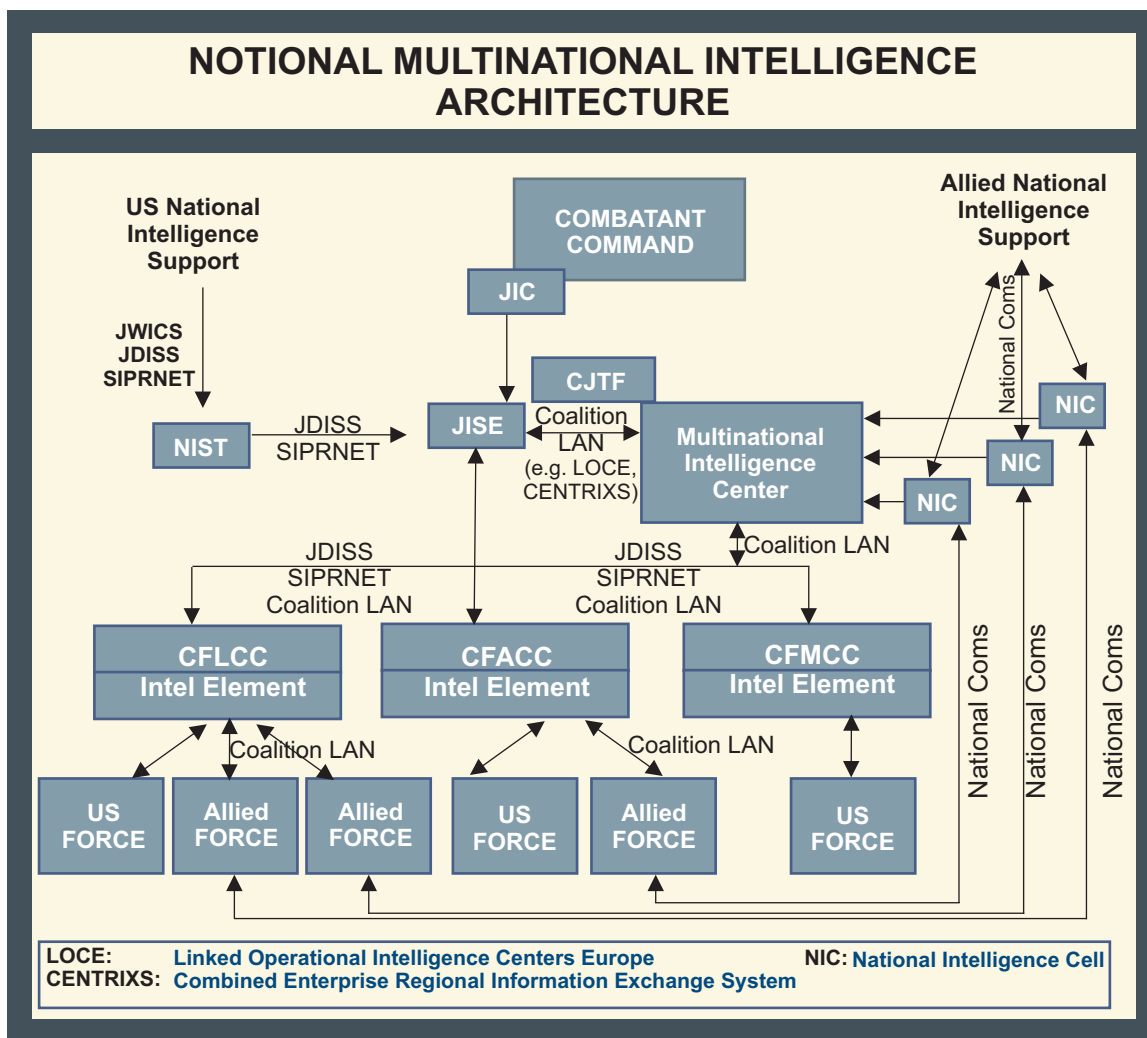 NOTIONAL MULTINATIONAL INTELLIGENCE
ARCHITECTURE
US National
Intelligence
Support
COMBATANT
COMMAND
Allied National
Intelligence
Support
JIC
JWICS
JDISS
SIPRNET
National Coms
CJTF
NIC
NIST
JDISS
SIPRNET
JISE
Coalition
LAN
(e.g. LOCE,
CENTRIXS)
Multinational
Intelligence
Center
NIC
NIC
Coalition LAN
JDISS
SIPRNET
Coalition LAN
JDISS
SIPRNET
Coalition LAN
CFLCC
Intel Element
CFACC
Intel Element
CFMCC
Intel Element
National Coms
National Coms
National Coms
Coalition LAN
Coalition LAN
US
FORCE
Allied
FORCE
Allied
FORCE
US
FORCE
Allied
FORCE
US
FORCE
LOCE: Linked Operational Intelligence Centers Europe NIC: National Intelligence Cell
CENTRIXS: Combined Enterprise Regional Information Exchange System